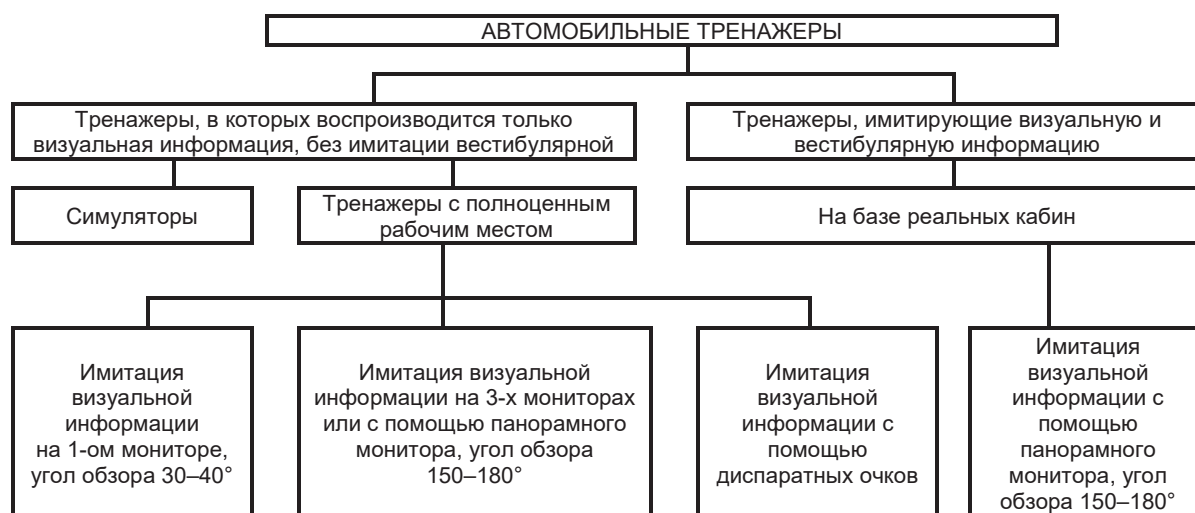 АВТОМОБИЛЬНЫЕ ТРЕНАЖЕРЫ
Тренажеры, в которых воспроизводится только
визуальная информация, без имитации вестибулярной
Тренажеры, имитирующие визуальную и
вестибулярную информацию
Симуляторы
Тренажеры с полноценным
рабочим местом
На базе реальных кабин
Имитация
визуальной
информации
на 1-ом мониторе,
угол обзора 30–40°
Имитация визуальной
информации на 3-х мониторах
или с помощью панорамного
монитора, угол обзора
150–180°
Имитация
визуальной
информации с
помощью
диспаратных очков
Имитация
визуальной
информации с
помощью
панорамного
монитора, угол
обзора 150–180°